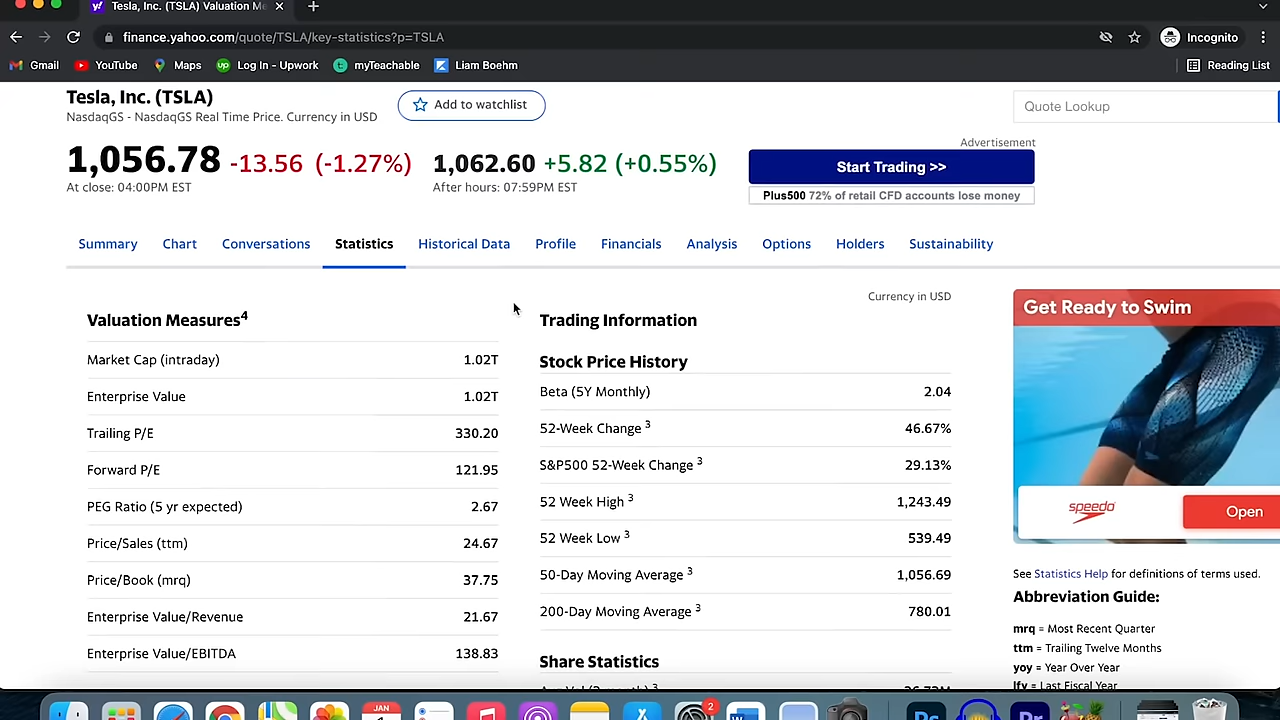 Tesla, Inc. (TSLA) Valuation Me
finance.yahoo.com/quote/TSLA/key-statistics?p=TSLA
Incognito
Gmail
YouTube
Maps
Log In - Upwork
myTeachable
Liam Boehm
Reading List
Tesla, Inc. (TSLA)
NasdaqGS - NasdaqGS Real Time Price. Currency in USD
Add to watchlist
Quote Lookup
1,056.78 -13.56 (-1.27%)
At close: 04:00PM EST
1,062.60 +5.82 (+0.55%)
After hours: 07:59PM EST
Advertisement
Start Trading >>
Plus500 72% of retail CFD accounts lose money
Summary Chart Conversations Statistics Historical Data Profile Financials Analysis Options Holders Sustainability
Currency in USD
Valuation Measures4
Market Cap (intraday) 1.02T
Enterprise Value 1.02T
Trailing P/E 330.20
Forward P/E 121.95
PEG Ratio (5 yr expected) 2.67
Price/Sales (ttm) 24.67
Price/Book (mrq) 37.75
Enterprise Value/Revenue 21.67
Enterprise Value/EBITDA 138.83
Trading Information
Stock Price History
Beta (5Y Monthly) 2.04
52-Week Change 3 46.67%
S&P500 52-Week Change 3 29.13%
52 Week High 3 1,243.49
52 Week Low 3 539.49
50-Day Moving Average 3 1,056.69
200-Day Moving Average 3 780.01
Share Statistics
Get Ready to Swim
speedo
Open
See Statistics Help for definitions of terms used.
Abbreviation Guide:
mrq = Most Recent Quarter
ttm = Trailing Twelve Months
yoy = Year Over Year
lfy = Last Fiscal Year
JAN
2